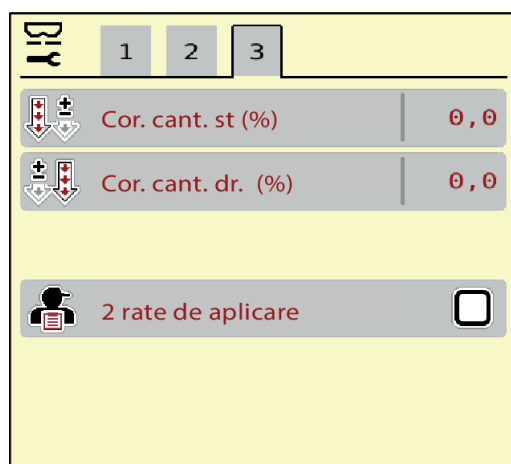 1 2 3
Cor. cant. st (%) 0,0
Cor. cant. dr. (%) 0,0
2 rate de aplicare